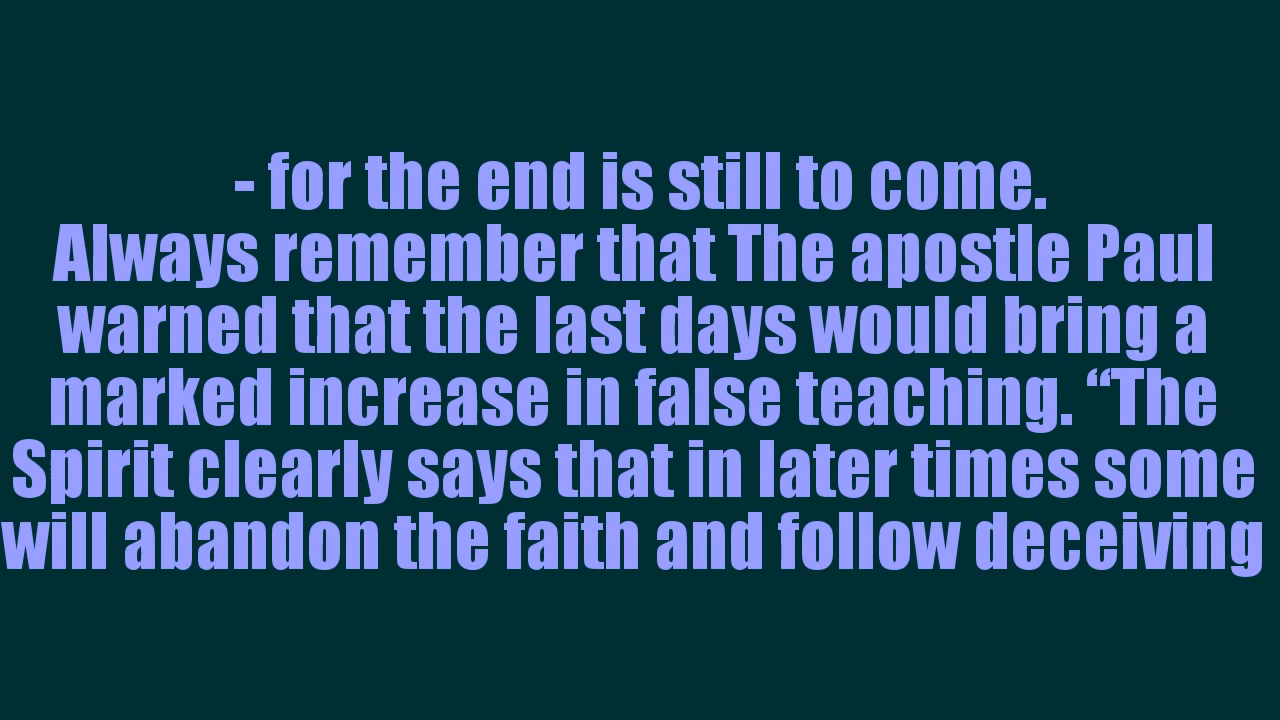 - for the end is still to come.
Always remember that The apostle Paul
warned that the last days would bring a
marked increase in false teaching. “The
Spirit clearly says that in later times some
will abandon the faith and follow deceiving